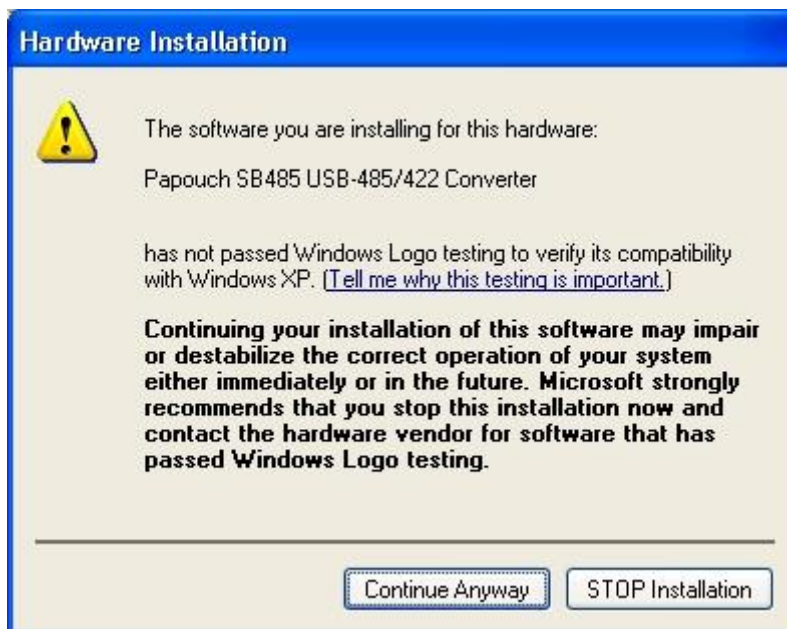 Hardware Installation
The software you are installing for this hardware:
Papouch SB485 USB-485/422 Converter
has not passed Windows Logo testing to verify its compatibility
with Windows XP. (Tell me why this testing is important.)
Continuing your installation of this software may impair
or destabilize the correct operation of your system
either immediately or in the future. Microsoft strongly
recommends that you stop this installation now and
contact the hardware vendor for software that has
passed Windows Logo testing.
Continue Anyway
STOP Installation